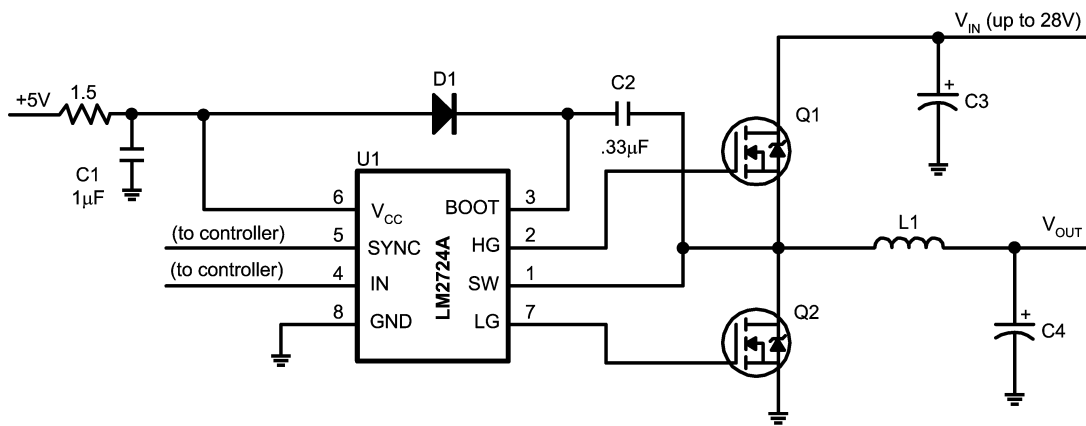 V_IN (up to 28V)
+5V
1.5
D1
C2
C3
+
C1
1µF
.33µF
Q1
U1
6
V_CC
BOOT
3
(to controller)
5
SYNC
HG
2
(to controller)
4
IN
SW
1
8
GND
LG
7
LM2724A
L1
V_OUT
Q2
+
C4